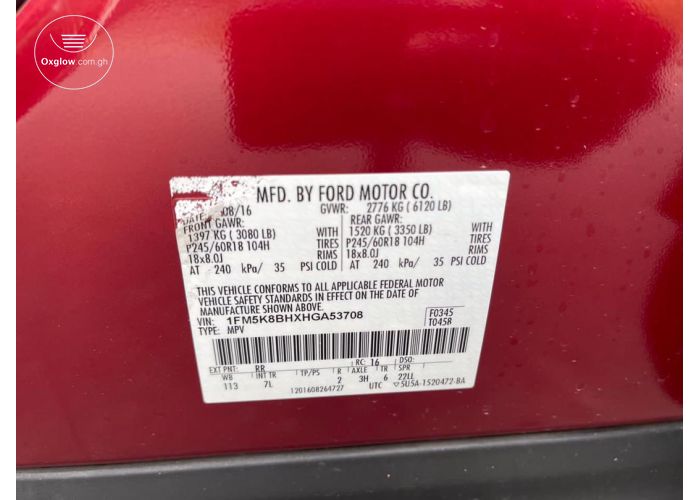 Oxglow.com.gh
MFD. BY FORD MOTOR CO.
DATE: 08/16 GVWR: 2776 KG ( 6120 LB)
FRONT GAWR: REAR GAWR:
1397 KG ( 3080 LB) WITH 1520 KG ( 3350 LB) WITH
P245/60R18 104H TIRES P245/60R18 104H TIRES
18x8.0J RIMS 18x8.0J RIMS
AT 240 kPa/ 35 PSI COLD AT 240 kPa/ 35 PSI COLD
THIS VEHICLE CONFORMS TO ALL APPLICABLE FEDERAL MOTOR
VEHICLE SAFETY STANDARDS IN EFFECT ON THE DATE OF
MANUFACTURE SHOWN ABOVE.
VIN: 1FM5K8BHXHGA53708 F0345
TYPE: MPV T0458
EXT PNT: RR RC: 16 DSO:
WB INT TR TP/PS R AXLE TR SPR
113 7L 2 3H 6 22LL
1201608264727 UTC ▽5U5A-1520472-BA